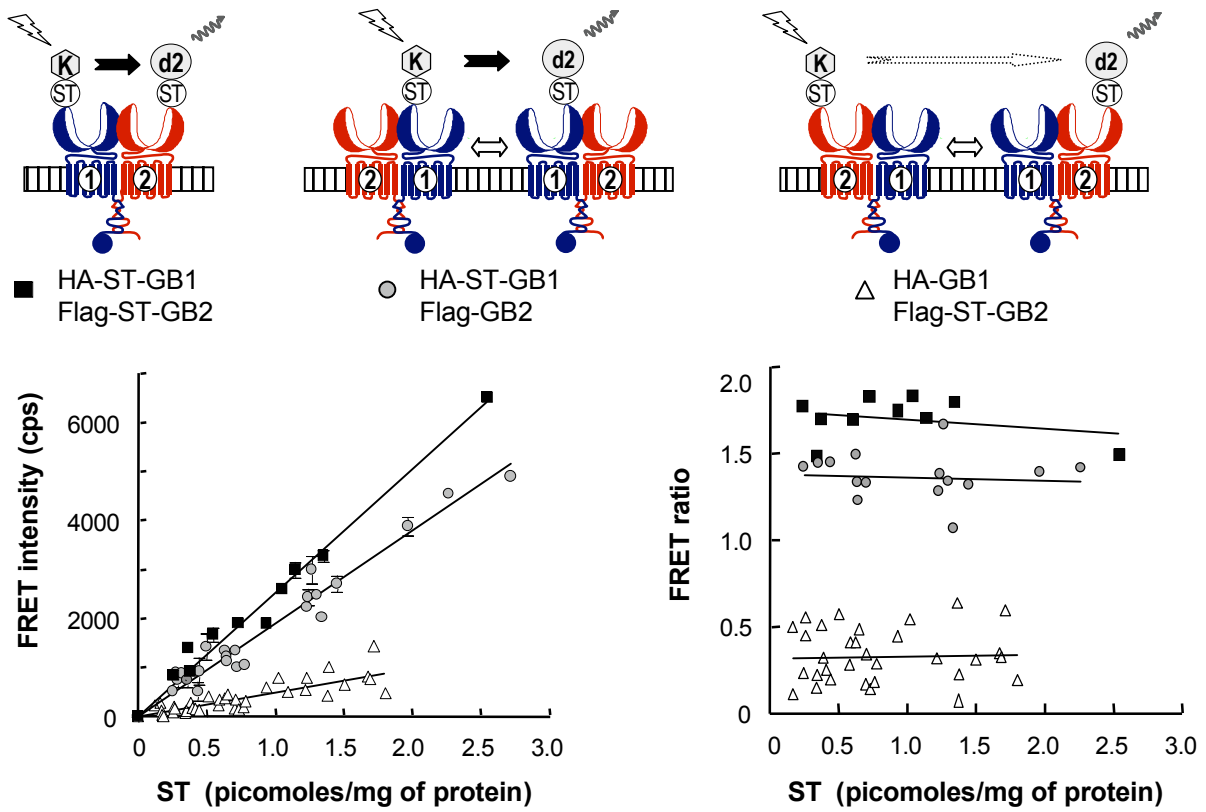 K d2 K d2 K d2
ST ST ST ST ST ST
1 2 2 1 1 2 2 1 1 2
HA-ST-GB1 HA-ST-GB1 HA-GB1
Flag-ST-GB2 Flag-GB2 Flag-ST-GB2
FRET intensity (cps)
6000
4000
2000
0
0 0.5 1.0 1.5 2.0 2.5 3.0
ST (picomoles/mg of protein)
FRET ratio
2.0
1.5
1.0
0.5
0
0 0.5 1.0 1.5 2.0 2.5 3.0
ST (picomoles/mg of protein)